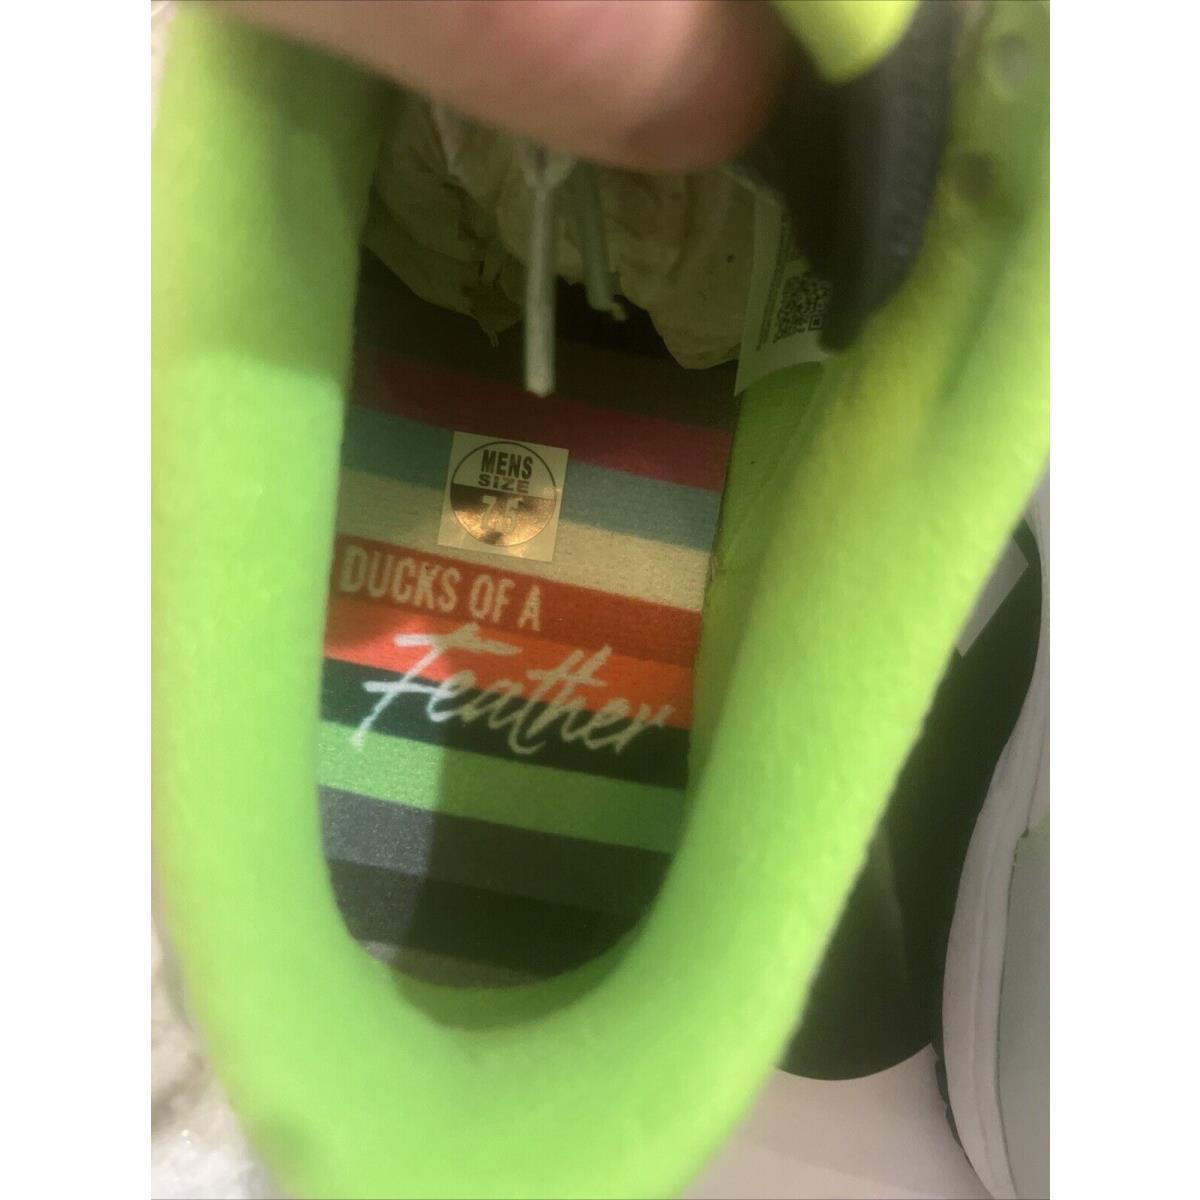 MENS
SIZE
7.5
DUCKS OF A
Feather